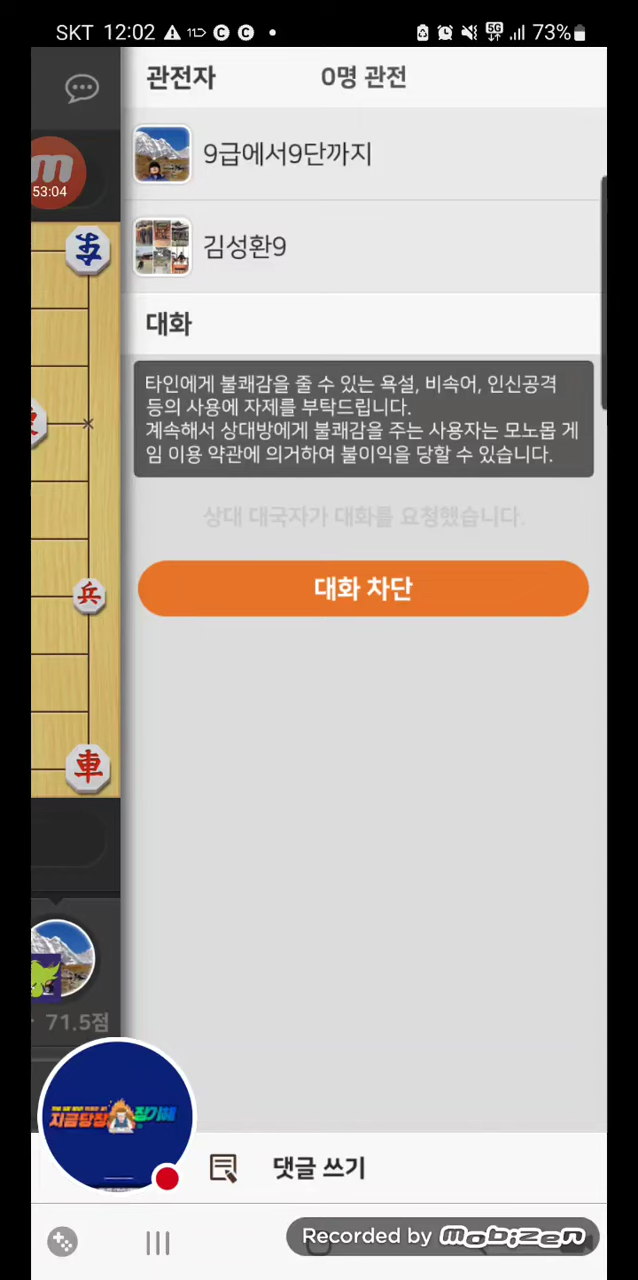 SKT 12:02
73%
관전자 0명 관전
9급에서9단까지
53:04
김성환9
대화
타인에게 불쾌감을 줄 수 있는 욕설, 비속어, 인신공격
등의 사용에 자제를 부탁드립니다.
계속해서 상대방에게 불쾌감을 주는 사용자는 모노몹 게
임 이용 약관에 의거하여 불이익을 당할 수 있습니다.
상대 대국자가 대화를 요청했습니다.
대화 차단
兵
車
71.5점
지금당장 장기해
댓글 쓰기
Recorded by mobizen